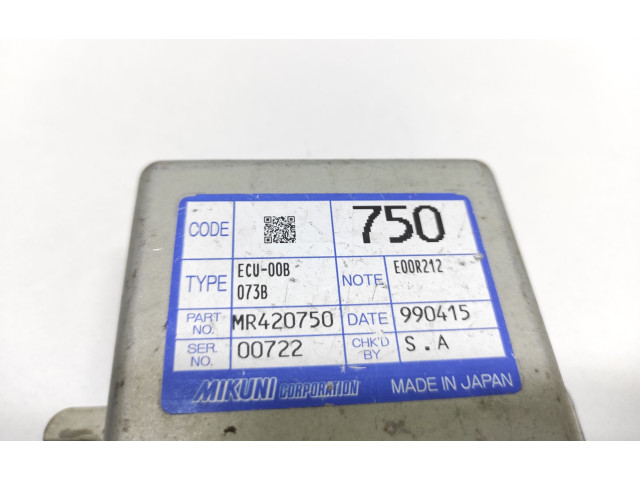 CODE 750
TYPE ECU-00B 073B NOTE E00R212
PART NO. MR420750 DATE 990415
SER. NO. 00722 CHK'D BY S.A
MIKUNI CORPORATION MADE IN JAPAN